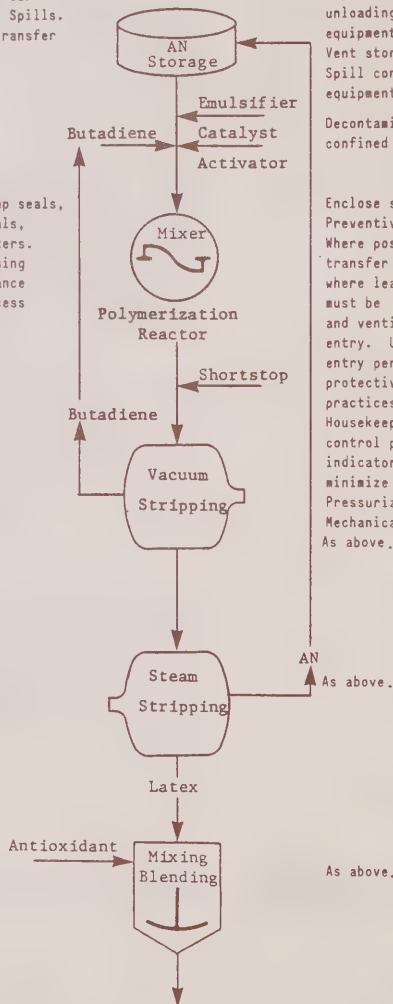 Spills.
ransfer
unloading
equipment
Vent stor
Spill con
equipment
Decontami
confined
AN
Storage
Emulsifier
Butadiene
Catalyst
Activator
p seals,
ls,
ers.
sing
ance
cess
Enclose s
Preventiv
Where pos
transfer
where lea
must be
and venti
entry. U
entry per
protectiv
practices
Housekeep
control p
indicator
minimize
Pressuriz
Mechanica
As above.
Mixer
Polymerization
Reactor
Shortstop
Butadiene
Vacuum
Stripping
AN
As above.
Steam
Stripping
Latex
Antioxidant
Mixing
Blending
As above.